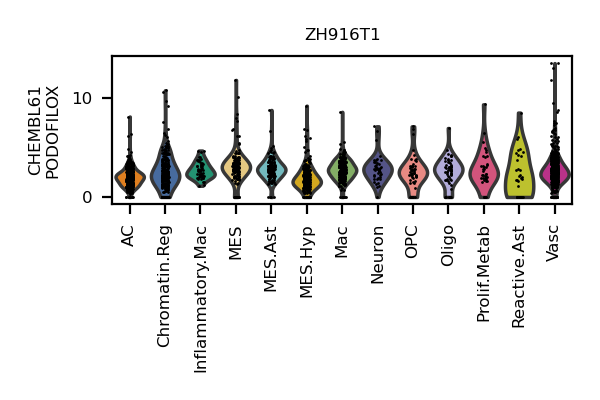 ZH916T1
CHEMBL61
PODOFILOX
10
0
AC
Chromatin.Reg
Inflammatory.Mac
MES
MES.Ast
MES.Hyp
Mac
Neuron
OPC
Oligo
Prolif.Metab
Reactive.Ast
Vasc